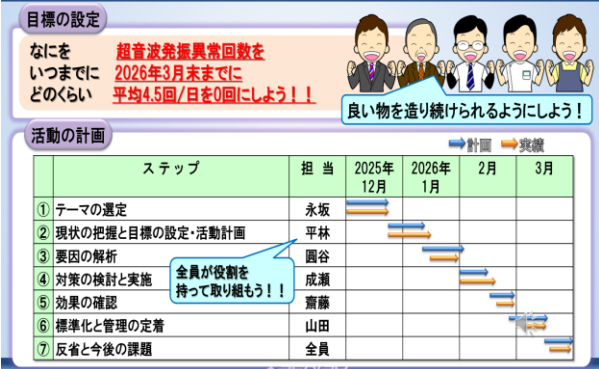 目標の設定
なにを 超音波発振異常回数を
いつまでに 2026年3月末までに
どのくらい 平均4.5回/日を0回にしよう！！
良い物を造り続けられるようにしよう！
活動の計画
計画 実績
ステップ 担当 2025年12月 2026年1月 2月 3月
① テーマの選定 永坂
② 現状の把握と目標の設定・活動計画 平林
③ 要因の解析 圓谷
④ 対策の検討と実施 成瀬
⑤ 効果の確認 齋藤
⑥ 標準化と管理の定着 山田
⑦ 反省と今後の課題 全員
全員が役割を
持って取り組もう！！